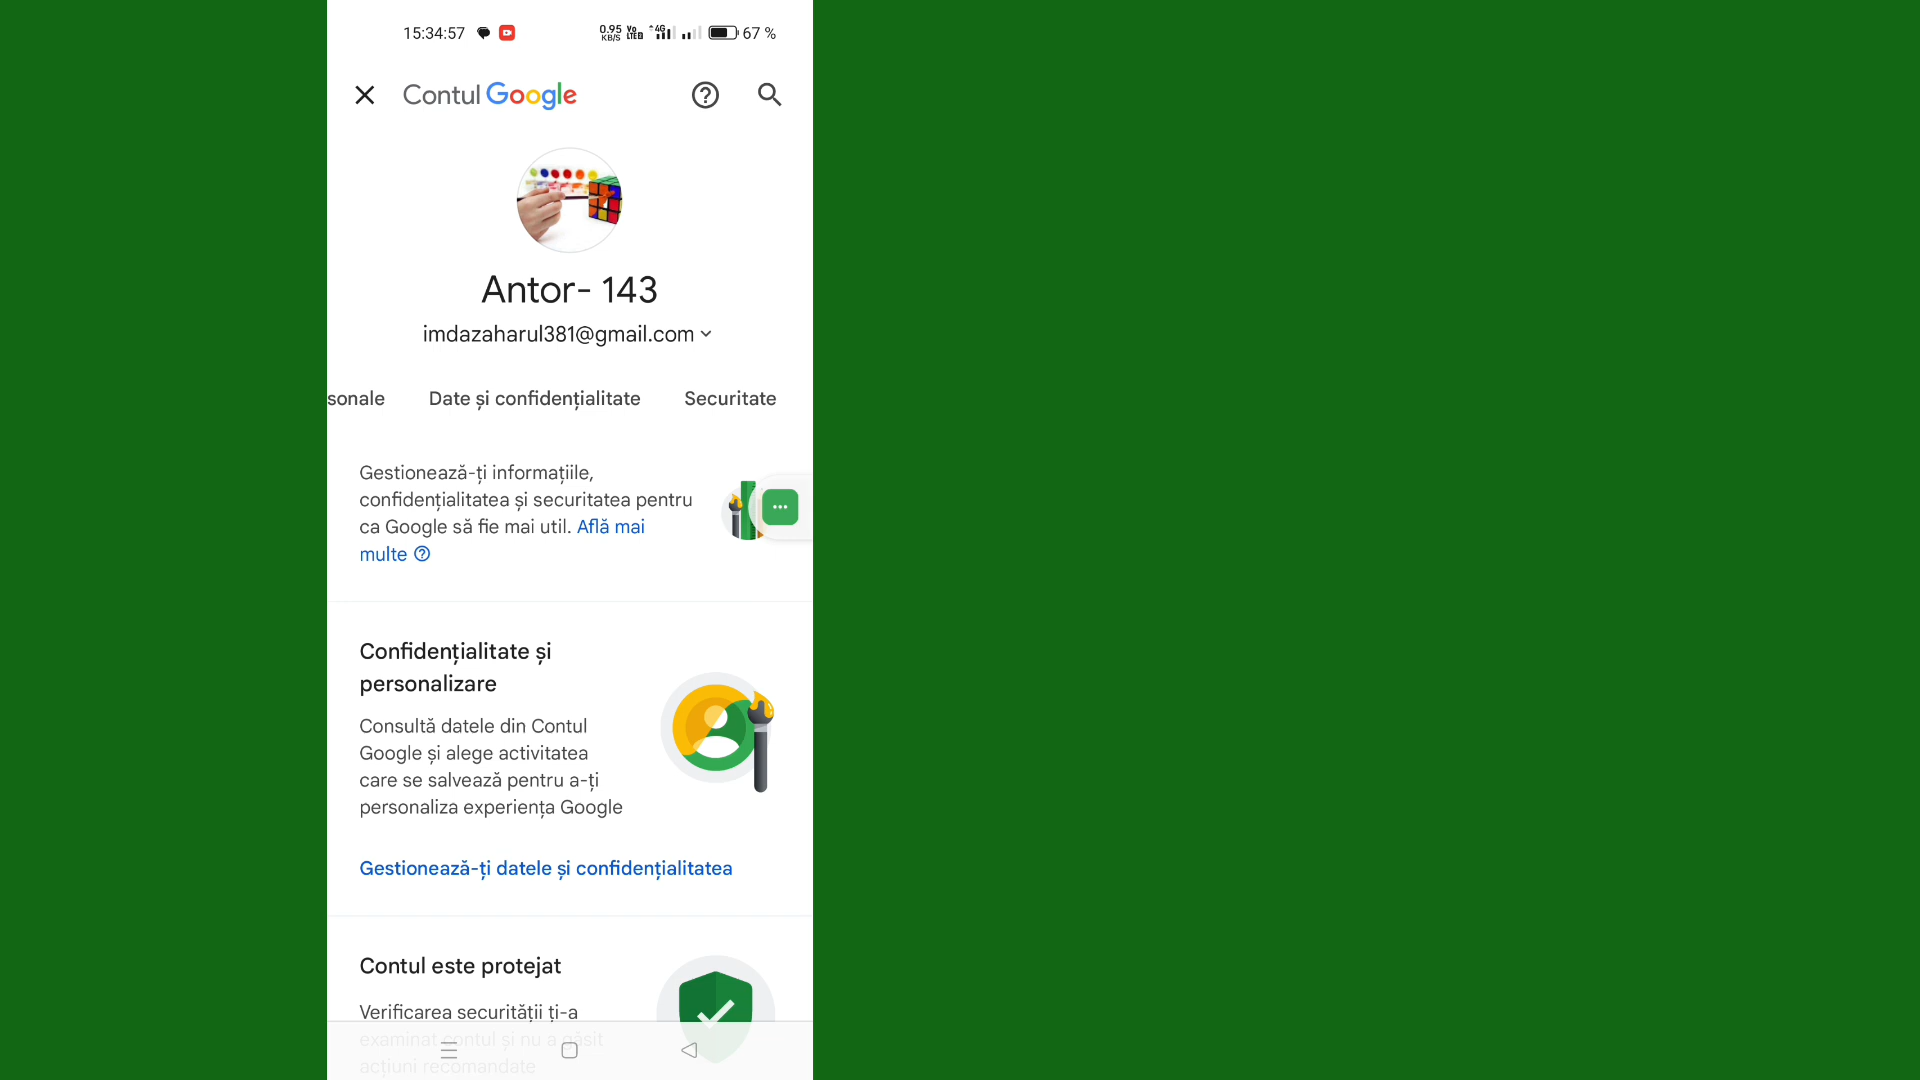 15:34:57 0.95 KB/S Vo LTE2 4G 67 %
Contul Google
Antor- 143
imdazaharul381@gmail.com
sonale Date și confidențialitate Securitate
Gestionează-ți informațiile,
confidențialitatea și securitatea pentru
ca Google să fie mai util. Află mai
multe
Confidențialitate și
personalizare
Consultă datele din Contul
Google și alege activitatea
care se salvează pentru a-ți
personaliza experiența Google
Gestionează-ți datele și confidențialitatea
Contul este protejat
Verificarea securității ți-a
examinat contul și nu a găsit
acțiuni recomandate